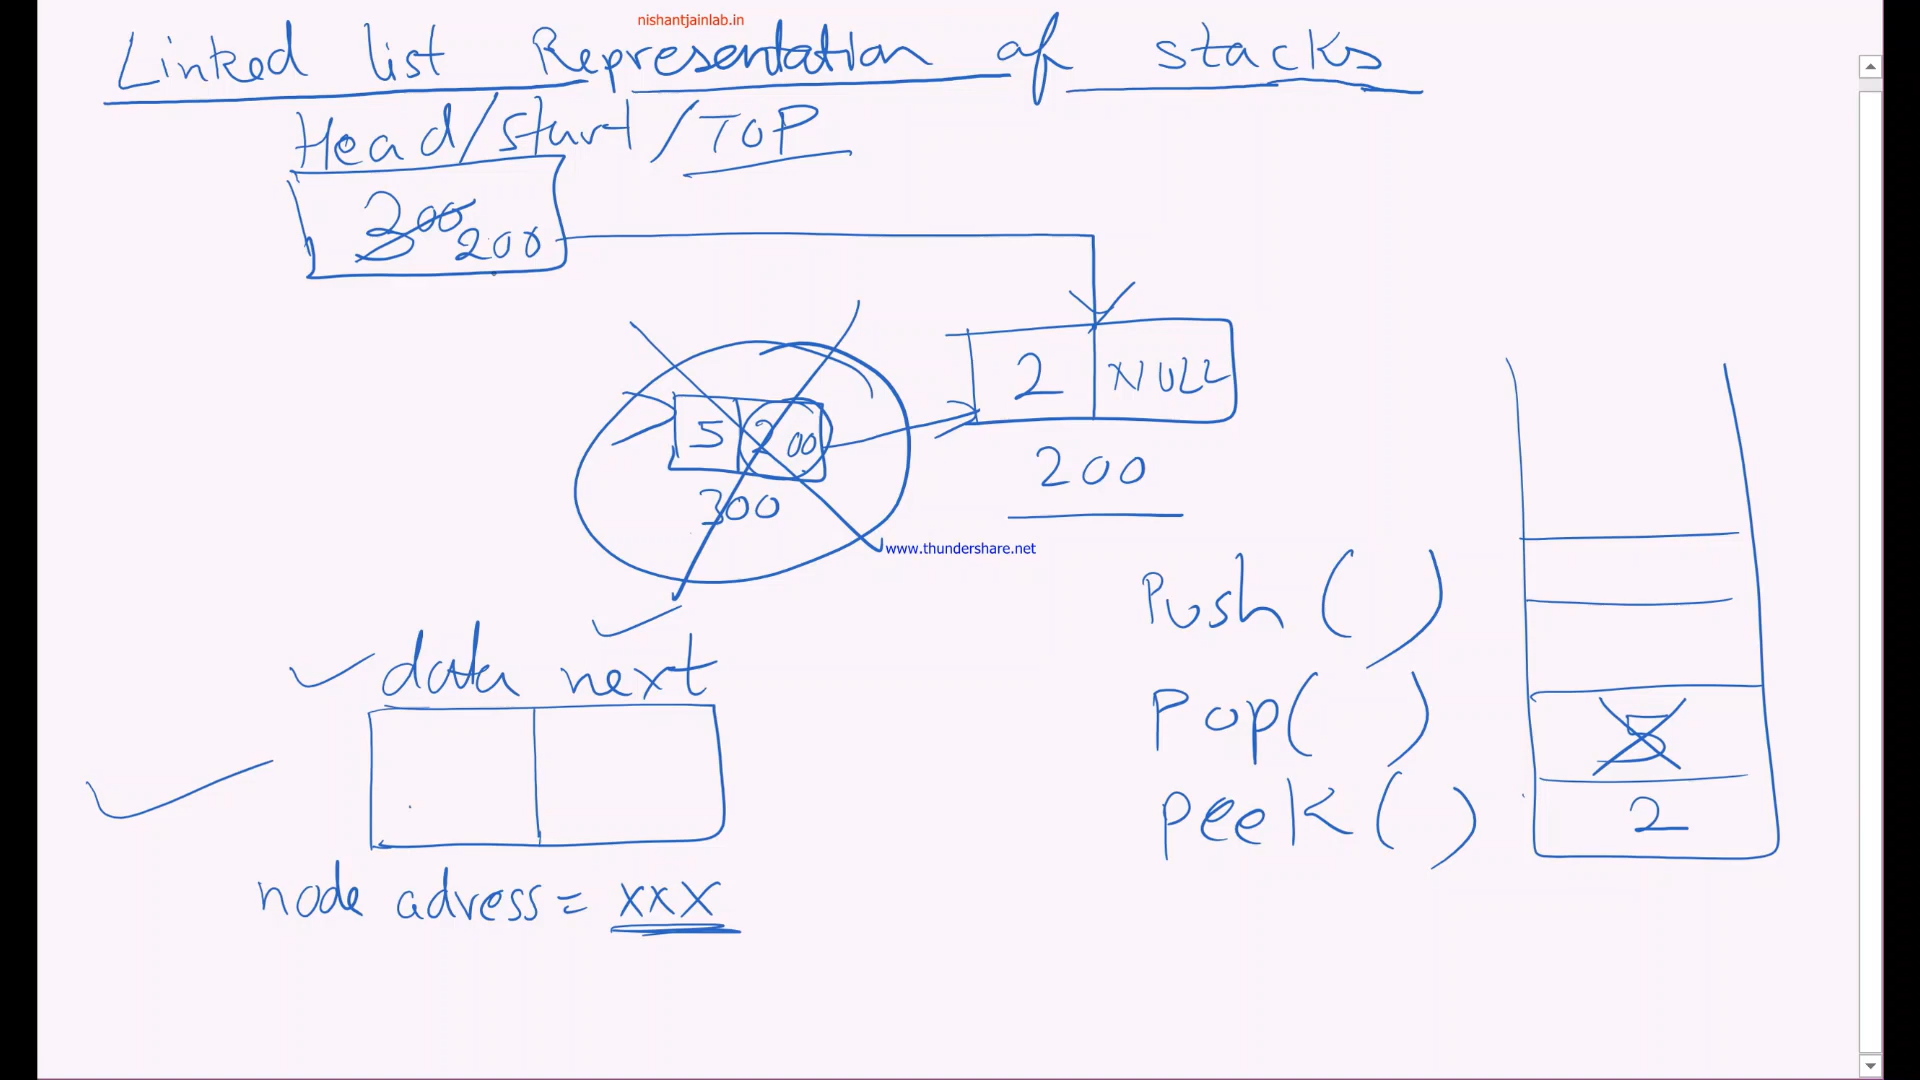 nishantjainlab.in
Linked list Representation of stacks
Head/Start/TOP
300
200
2 NULL
5 200
300
200
www.thundershare.net
Push ( )
Pop( )
Peek( )
data next
5
2
node adress = xxx